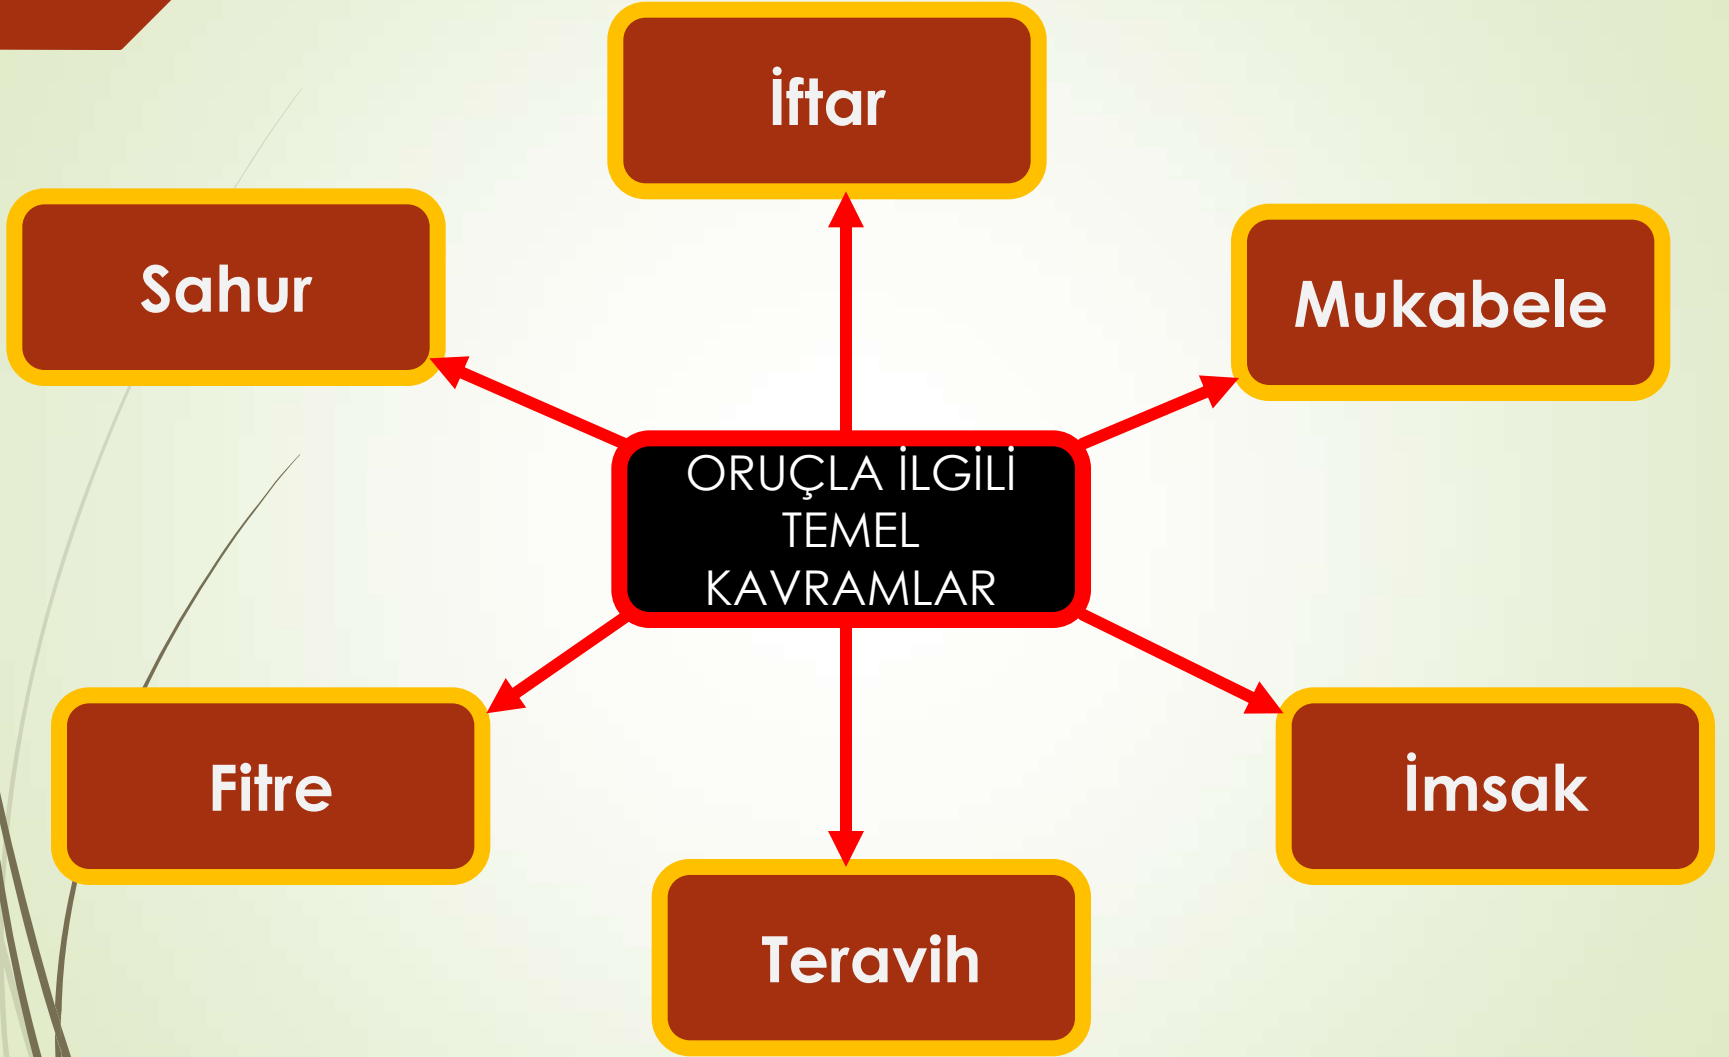 İftar
Sahur
Mukabele
ORUÇLA İLGİLİ
TEMEL
KAVRAMLAR
Fitre
İmsak
Teravih